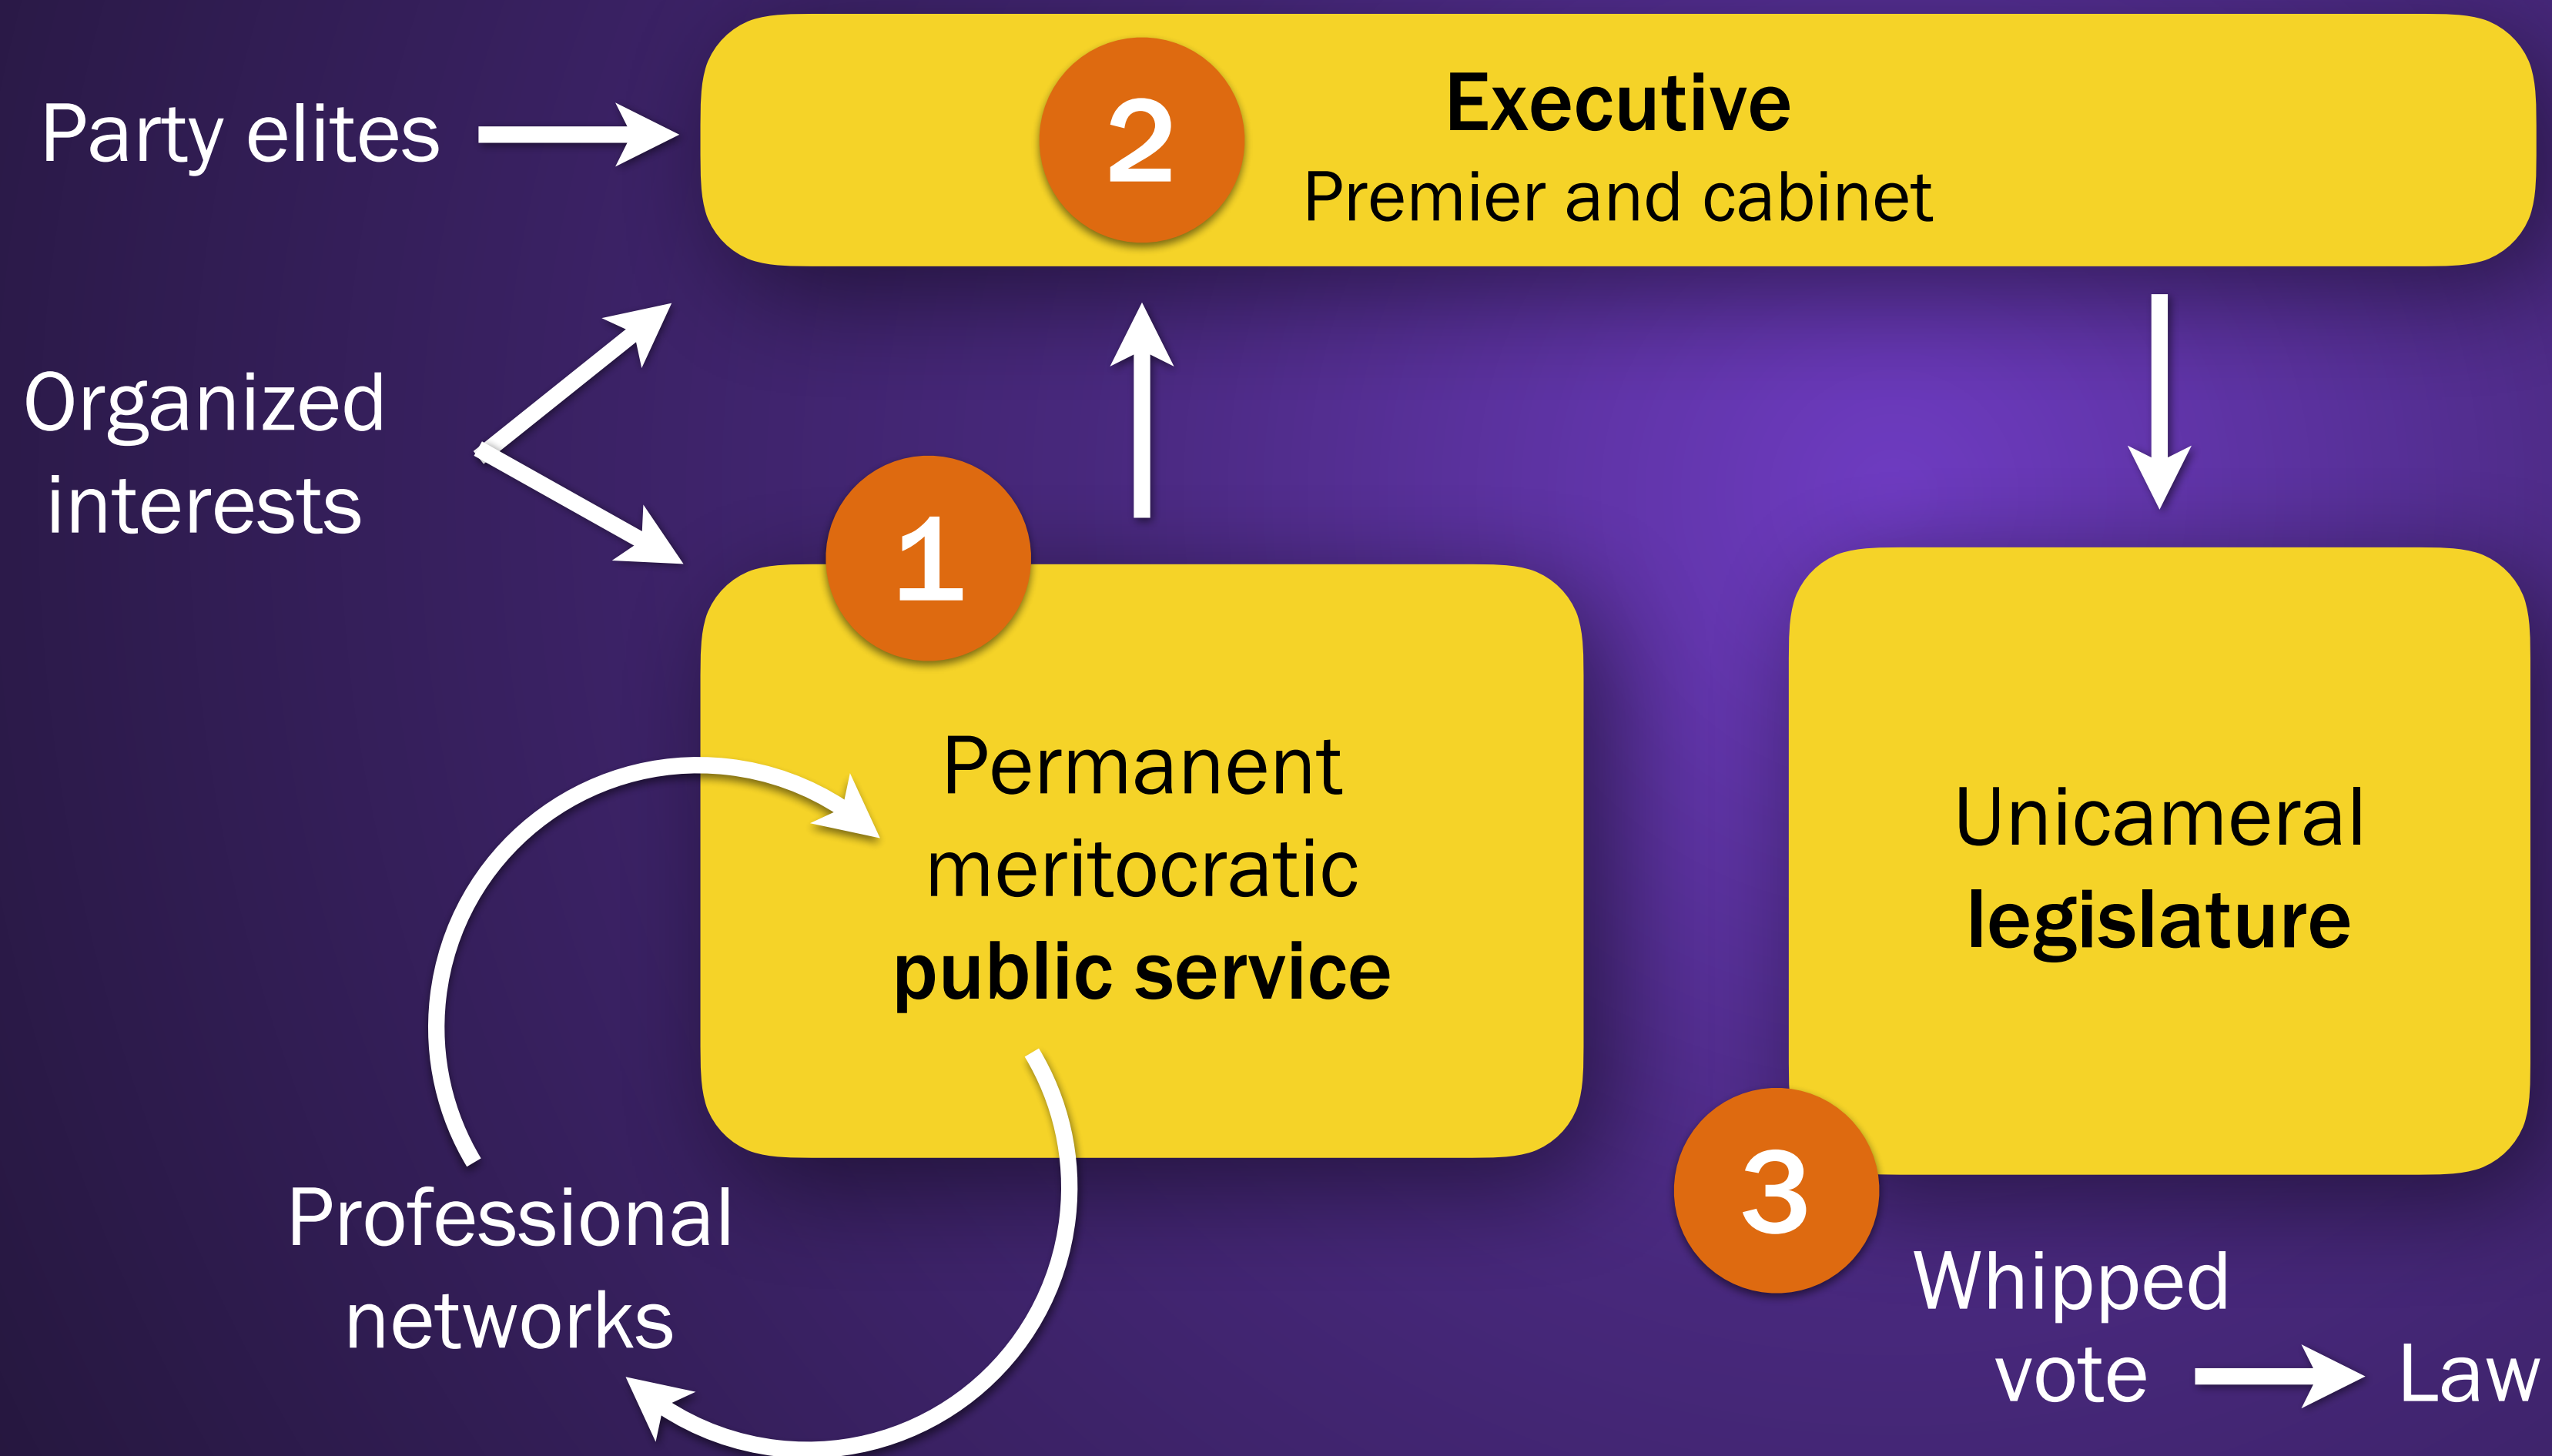 Party elites
2
Executive
Premier and cabinet
Organized
interests
1
Permanent
meritocratic
public service
Unicameral
legislature
Professional
networks
3
Whipped
vote
Law